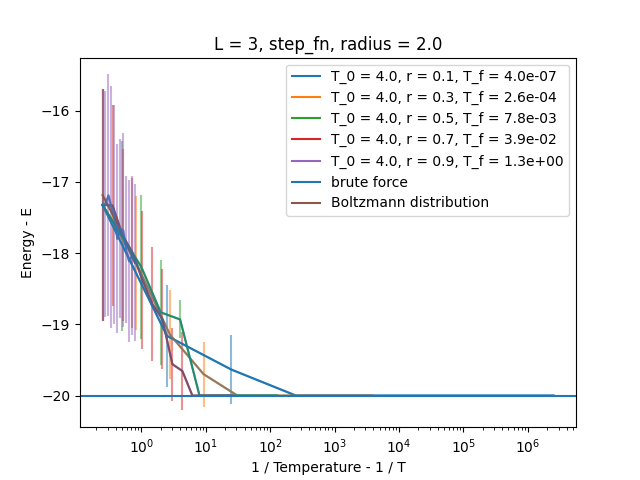 L = 3, step_fn, radius = 2.0
T_0 = 4.0, r = 0.1, T_f = 4.0e-07
T_0 = 4.0, r = 0.3, T_f = 2.6e-04
T_0 = 4.0, r = 0.5, T_f = 7.8e-03
T_0 = 4.0, r = 0.7, T_f = 3.9e-02
T_0 = 4.0, r = 0.9, T_f = 1.3e+00
brute force
Boltzmann distribution
Energy - E
−16
−17
−18
−19
−20
10⁰ 10¹ 10² 10³ 10⁴ 10⁵ 10⁶
1 / Temperature - 1 / T